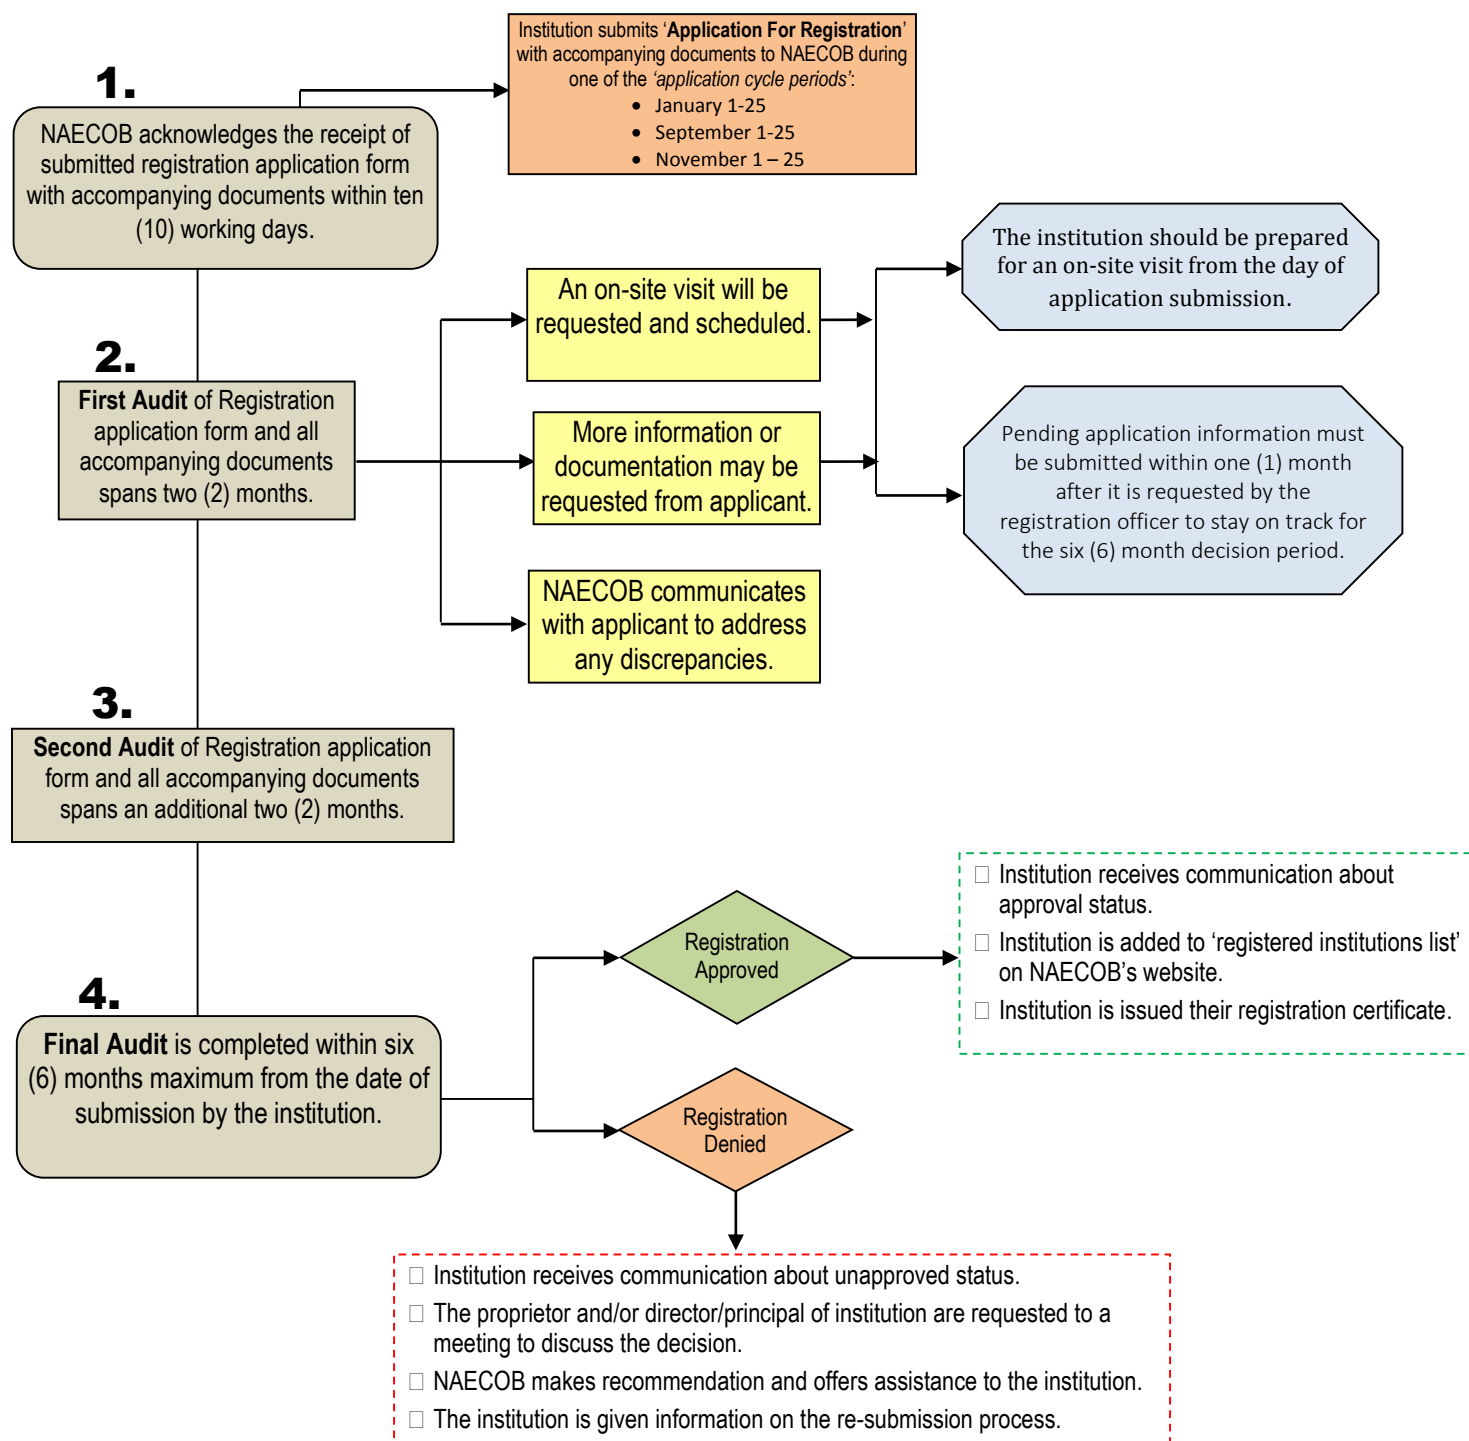 1.
NAECOB acknowledges the receipt of
submitted registration application form
with accompanying documents within ten
(10) working days.
Institution submits ‘Application For Registration’
with accompanying documents to NAECOB during
one of the ‘application cycle periods’:
• January 1-25
• September 1-25
• November 1 – 25
2.
First Audit of Registration
application form and all
accompanying documents
spans two (2) months.
An on-site visit will be
requested and scheduled.
More information or
documentation may be
requested from applicant.
NAECOB communicates
with applicant to address
any discrepancies.
The institution should be prepared
for an on-site visit from the day of
application submission.
Pending application information must
be submitted within one (1) month
after it is requested by the
registration officer to stay on track for
the six (6) month decision period.
3.
Second Audit of Registration application
form and all accompanying documents
spans an additional two (2) months.
4.
Final Audit is completed within six
(6) months maximum from the date of
submission by the institution.
Registration
Approved
□ Institution receives communication about
approval status.
□ Institution is added to ‘registered institutions list’
on NAECOB’s website.
□ Institution is issued their registration certificate.
Registration
Denied
□ Institution receives communication about unapproved status.
□ The proprietor and/or director/principal of institution are requested to a
meeting to discuss the decision.
□ NAECOB makes recommendation and offers assistance to the institution.
□ The institution is given information on the re-submission process.